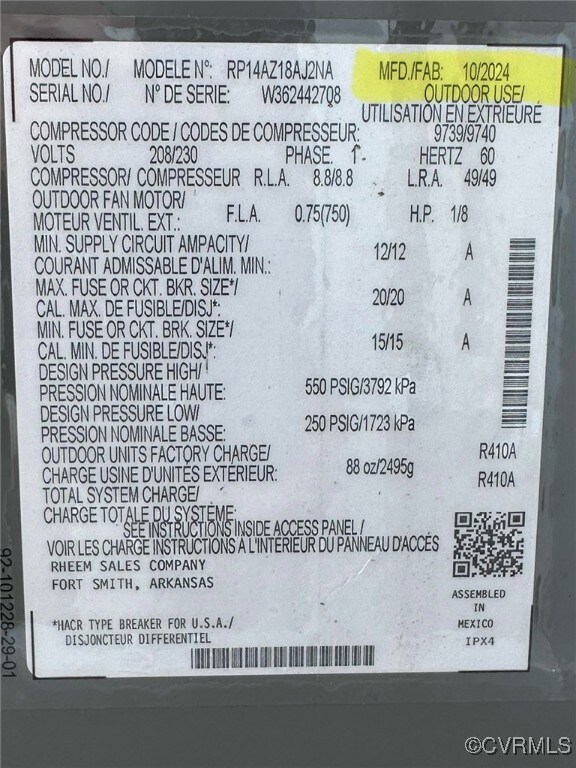 MODEL NO./ MODELE N°: RP14AZ18AJ2NA MFD./FAB: 10/2024
SERIAL NO./ N° DE SERIE: W362442708 OUTDOOR USE/
UTILISATION EN EXTRIEURÉ
COMPRESSOR CODE / CODES DE COMPRESSEUR: 9739/9740
VOLTS 208/230 PHASE. 1 HERTZ 60
COMPRESSOR/ COMPRESSEUR R.L.A. 8.8/8.8 L.R.A. 49/49
OUTDOOR FAN MOTOR/
MOTEUR VENTIL. EXT.: F.L.A. 0.75(750) H.P. 1/8
MIN. SUPPLY CIRCUIT AMPACITY/
COURANT ADMISSABLE D'ALIM. MIN.: 12/12 A
MAX. FUSE OR CKT. BKR. SIZE*/
CAL. MAX. DE FUSIBLE/DISJ*: 20/20 A
MIN. FUSE OR CKT. BRK. SIZE*/
CAL. MIN. DE FUSIBLE/DISJ*: 15/15 A
DESIGN PRESSURE HIGH/
PRESSION NOMINALE HAUTE: 550 PSIG/3792 kPa
DESIGN PRESSURE LOW/
PRESSION NOMINALE BASSE: 250 PSIG/1723 kPa
OUTDOOR UNITS FACTORY CHARGE/ R410A
CHARGE USINE D'UNITÉS EXTERIEUR: 88 oz/2495g R410A
TOTAL SYSTEM CHARGE/
CHARGE TOTALE DU SYSTÈME:
SEE INSTRUCTIONS INSIDE ACCESS PANEL /
VOIR LES CHARGE INSTRUCTIONS A L'INTERIEUR DU PANNEAU D'ACCÉS
RHEEM SALES COMPANY
FORT SMITH, ARKANSAS
ASSEMBLED
IN
MEXICO
IPX4
*HACR TYPE BREAKER FOR U.S.A./
DISJONCTEUR DIFFERENTIEL
92-101228-29-01
©CVRMLS